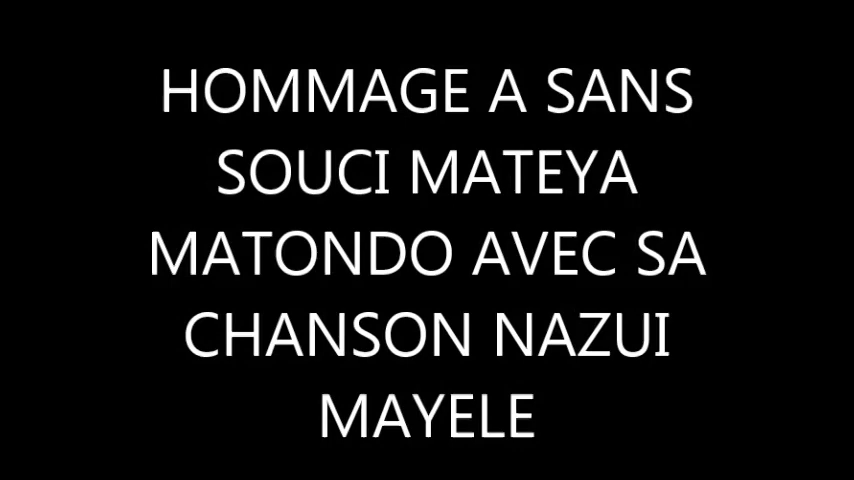 HOMMAGE A SANS
SOUCI MATEYA
MATONDO AVEC SA
CHANSON NAZUI
MAYELE